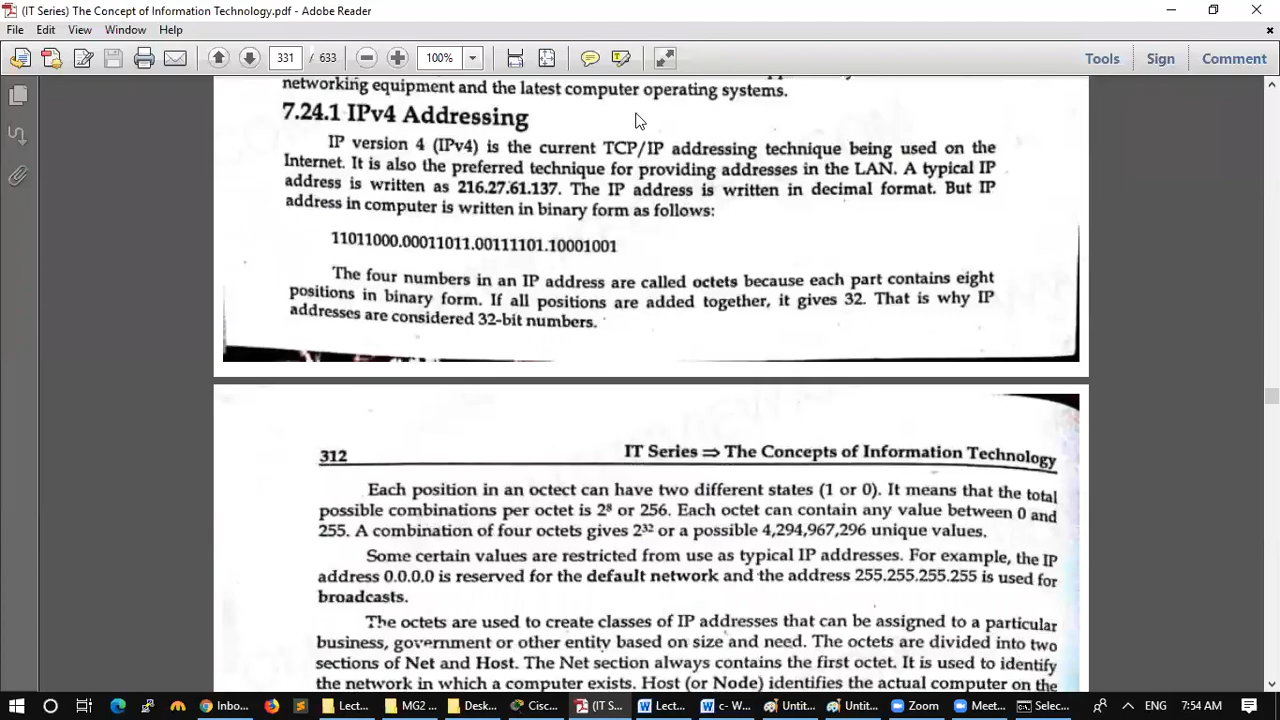 (IT Series) The Concept of Information Technology.pdf - Adobe Reader
File Edit View Window Help
331 / 633 100% Tools Sign Comment
networking equipment and the latest computer operating systems.
7.24.1 IPv4 Addressing
IP version 4 (IPv4) is the current TCP/IP addressing technique being used on the
Internet. It is also the preferred technique for providing addresses in the LAN. A typical IP
address is written as 216.27.61.137. The IP address is written in decimal format. But IP
address in computer is written in binary form as follows:
11011000.00011011.00111101.10001001
The four numbers in an IP address are called octets because each part contains eight
positions in binary form. If all positions are added together, it gives 32. That is why IP
addresses are considered 32-bit numbers.
312 IT Series ⇒ The Concepts of Information Technology
Each position in an octect can have two different states (1 or 0). It means that the total
possible combinations per octet is 2⁸ or 256. Each octet can contain any value between 0 and
255. A combination of four octets gives 2³² or a possible 4,294,967,296 unique values.
Some certain values are restricted from use as typical IP addresses. For example, the IP
address 0.0.0.0 is reserved for the default network and the address 255.255.255.255 is used for
broadcasts.
The octets are used to create classes of IP addresses that can be assigned to a particular
business, government or other entity based on size and need. The octets are divided into two
sections of Net and Host. The Net section always contains the first octet. It is used to identify
the network in which a computer exists. Host (or Node) identifies the actual computer on the
Inbo... Lect... MG2 ... Desk... Cisc... (IT S... Lect... c- W... Untit... Untit... Zoom Meet... Selec... ENG 7:54 AM